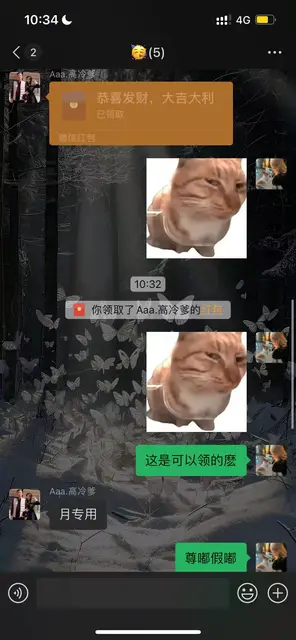 10:34
4G
2
(5)
Aaa.高冷爹
恭喜发财，大吉大利
已领取
微信红包
10:32
你领取了Aaa.高冷爹的红包
这是可以领的麽
Aaa.高冷爹
月专用
尊嘟假嘟